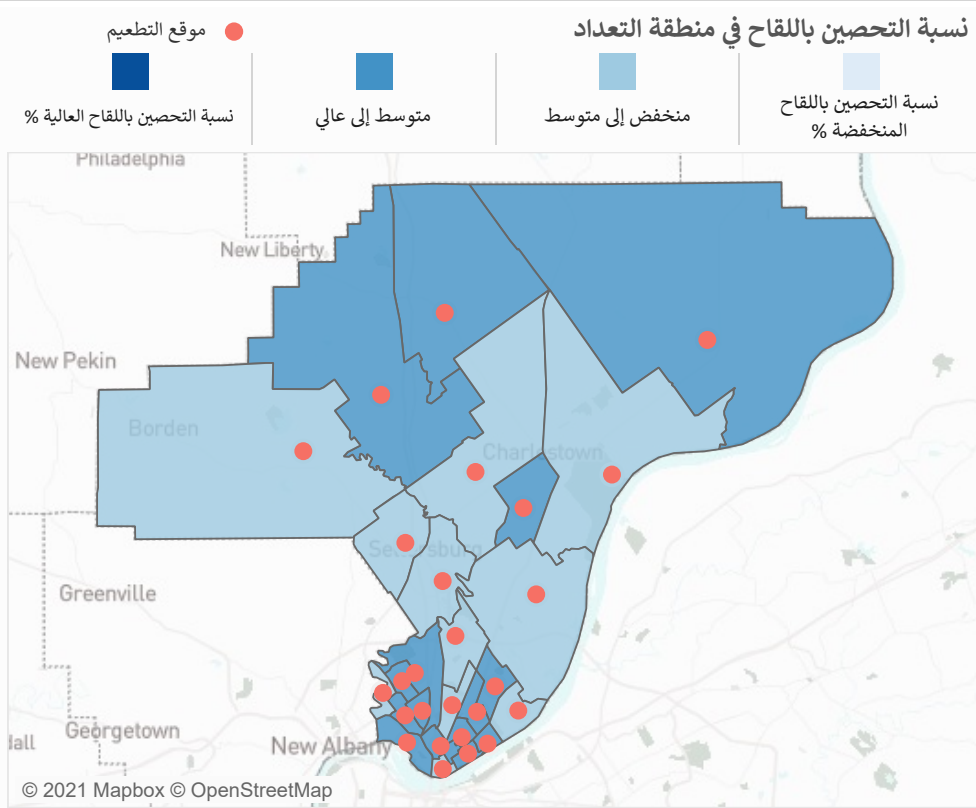 نسبة التحصين باللقاح في منطقة التعداد
موقع التطعيم
نسبة التحصين باللقاح
المنخفضة %
منخفض إلى متوسط
متوسط إلى عالي
نسبة التحصين باللقاح العالية %
Philadelphia
New Liberty
New Pekin
Borden
Charlestown
Sellersburg
Greenville
Georgetown
New Albany
© 2021 Mapbox © OpenStreetMap